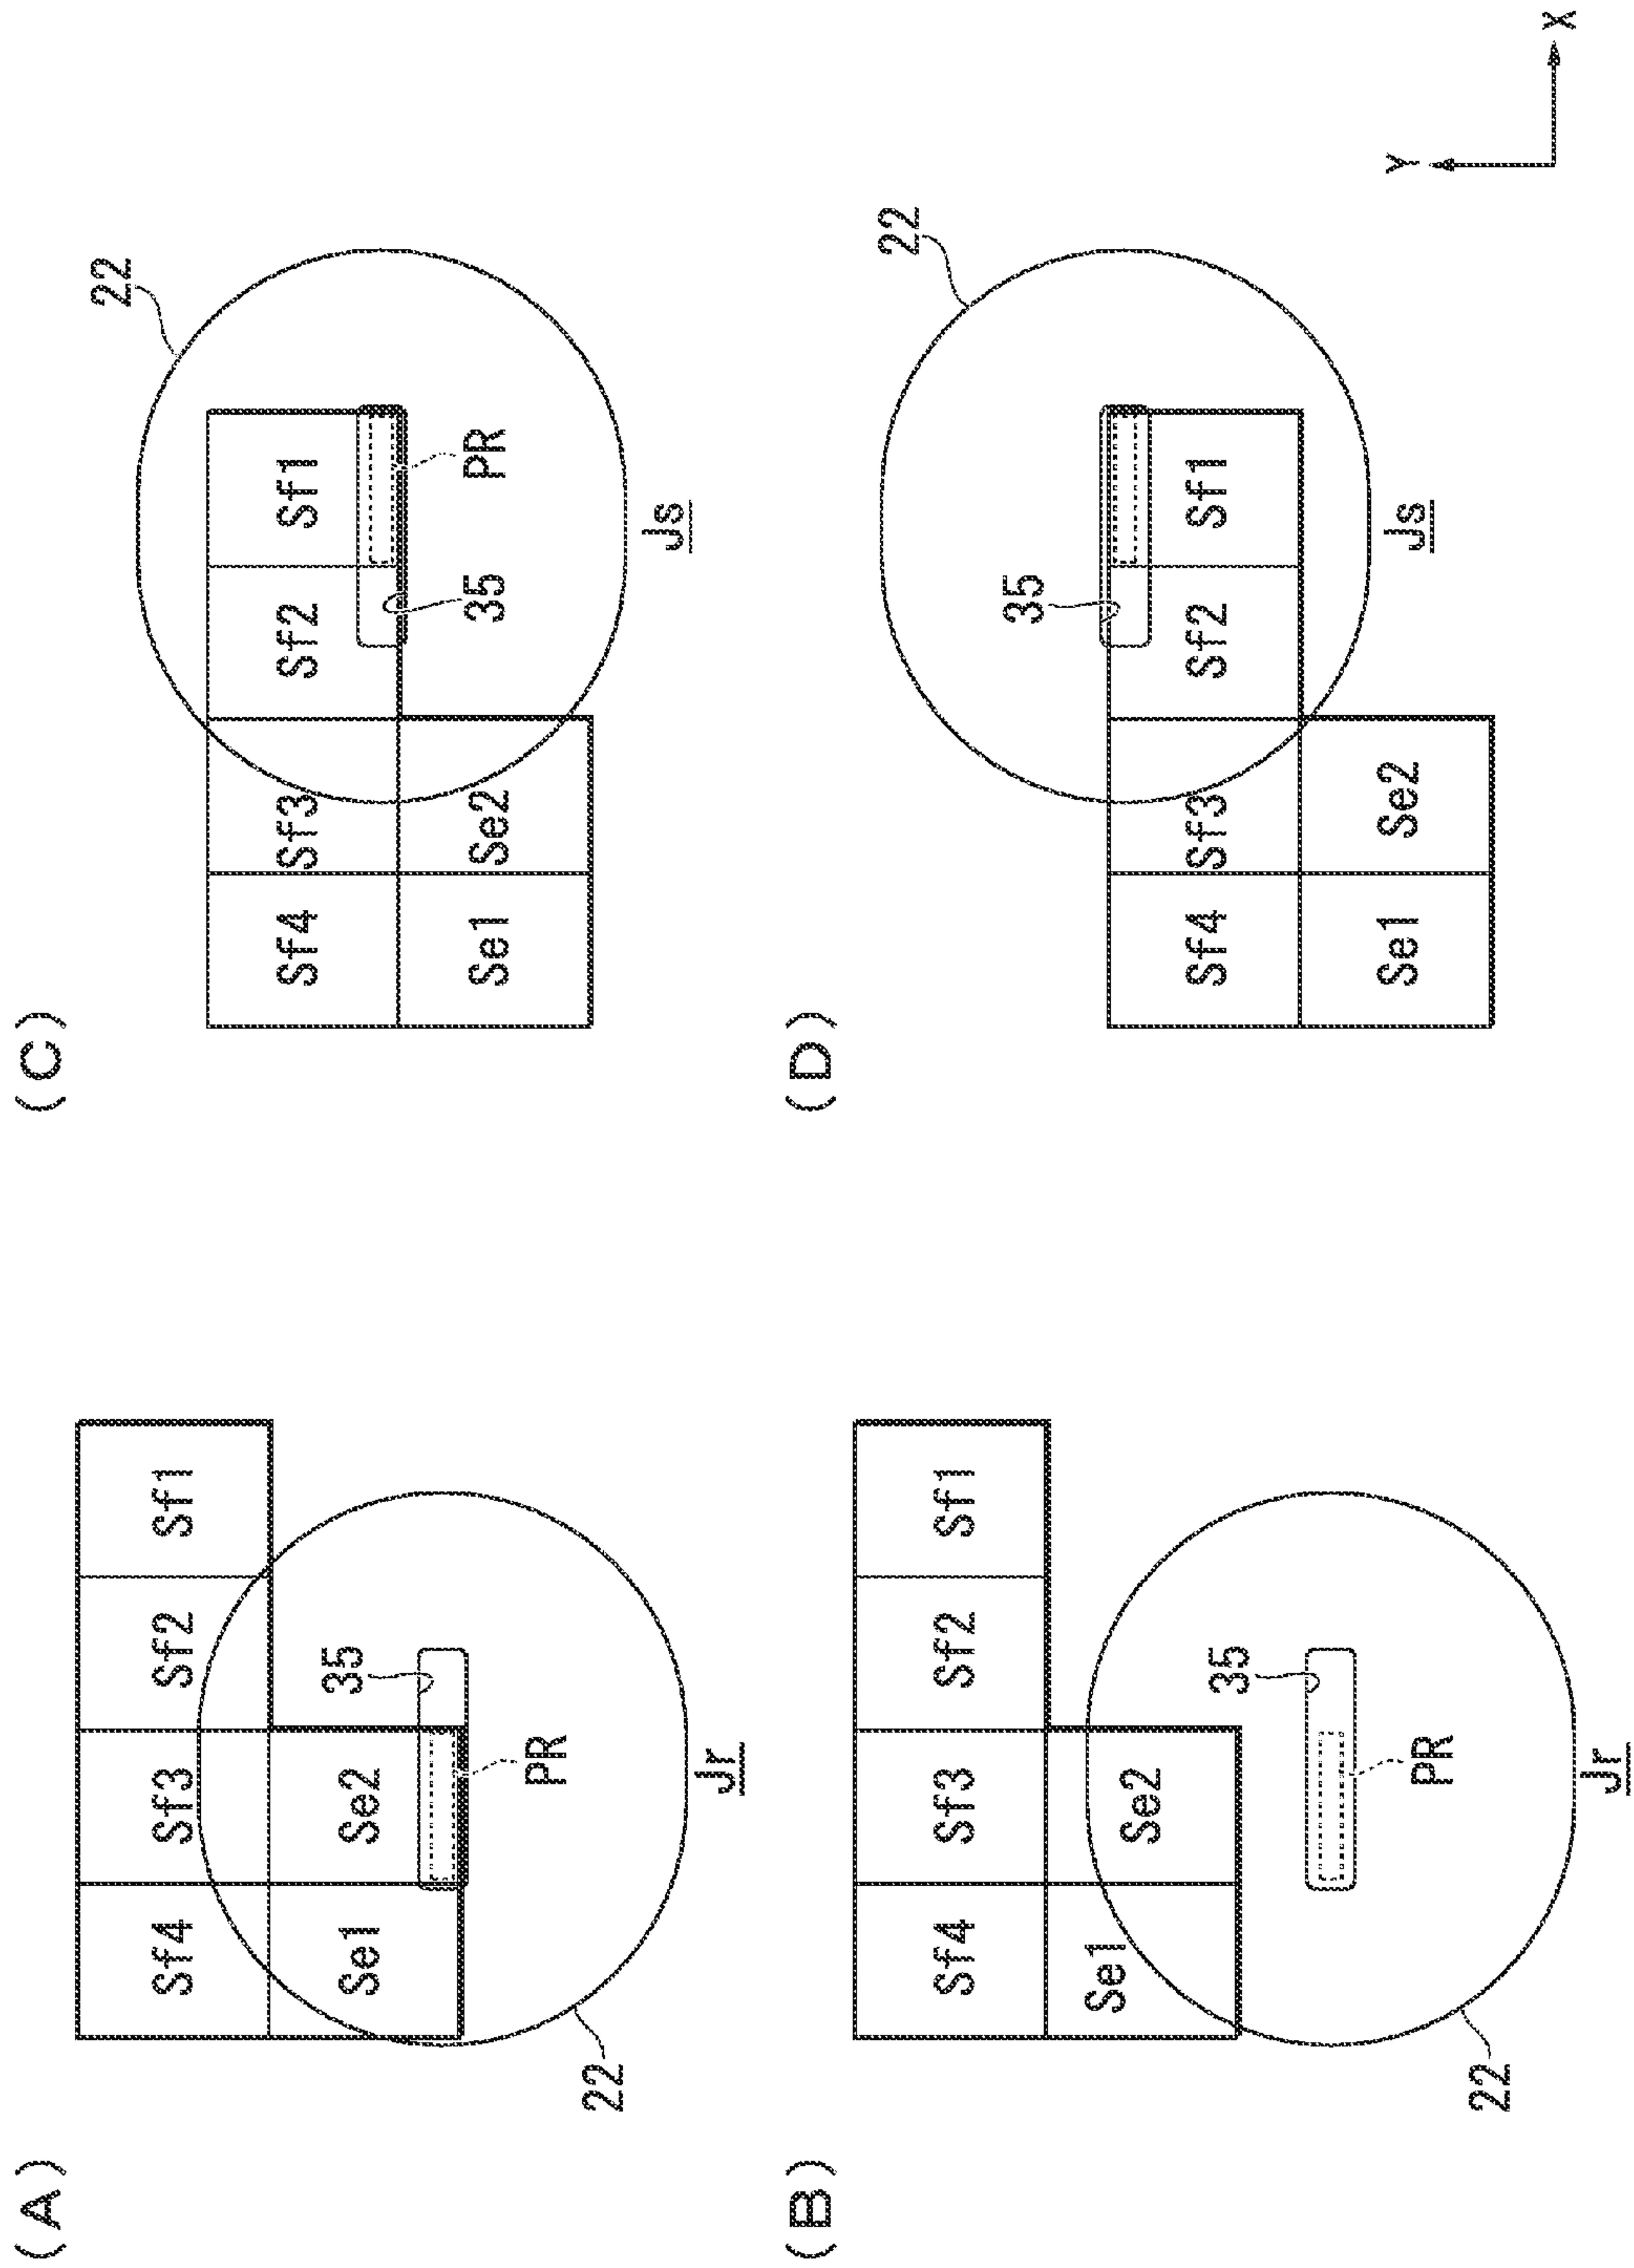 (A)
Sf4 Sf3 Sf2 Sf1
35
Se1 Se2
PR
22
Jr
(C)
22
Sf4 Sf3 Sf2 Sf1
Se1 Se2 35 PR
Js
(B)
Sf4 Sf3 Sf2 Sf1
Se1 Se2
35
PR
22
Jr
(D)
22
35
Sf4 Sf3 Sf2 Sf1
Se1 Se2
Js
Y
X